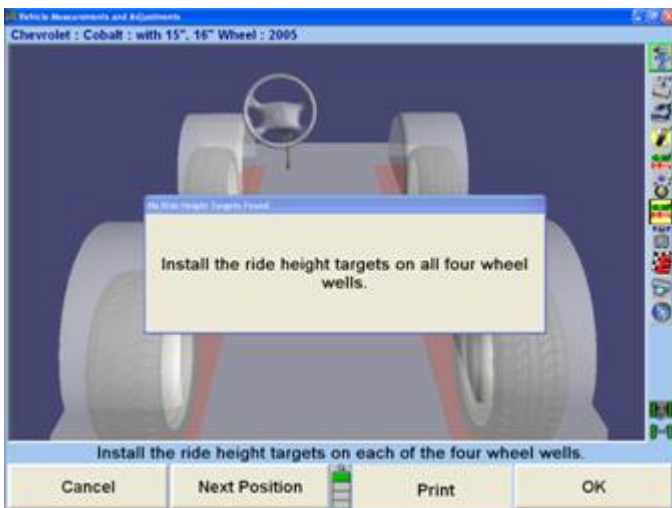 Vehicle Measurements and Adjustments
Chevrolet : Cobalt : with 15", 16" Wheel : 2005
No Ride Height Targets Found
Install the ride height targets on all four wheel
wells.
Install the ride height targets on each of the four wheel wells.
Cancel
Next Position
Print
OK